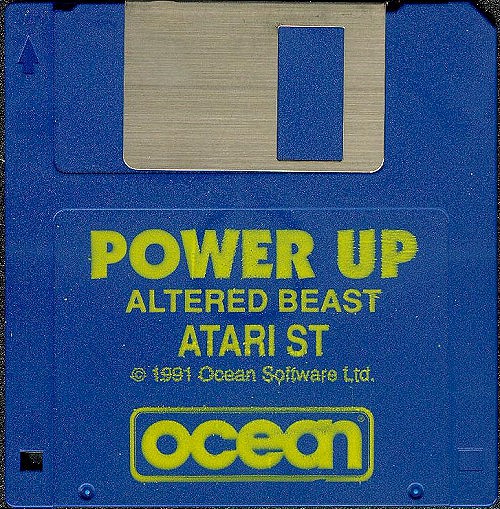 POWER UP
ALTERED BEAST
ATARI ST
© 1991 Ocean Software Ltd.
ocean®